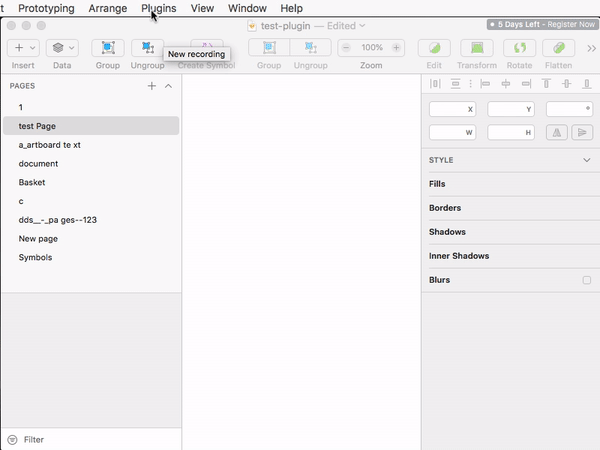 t Prototyping Arrange Plugins View Window Help
test-plugin — Edited
5 Days Left - Register Now
New recording
100%
Insert Data Group Ungroup Create Symbol Group Ungroup Zoom Edit Transform Rotate Flatten
PAGES
1
test Page
a_artboard te xt
document
Basket
c
dds__-_pa ges--123
New page
Symbols
Filter
X Y °
W H
STYLE
Fills
Borders
Shadows
Inner Shadows
Blurs